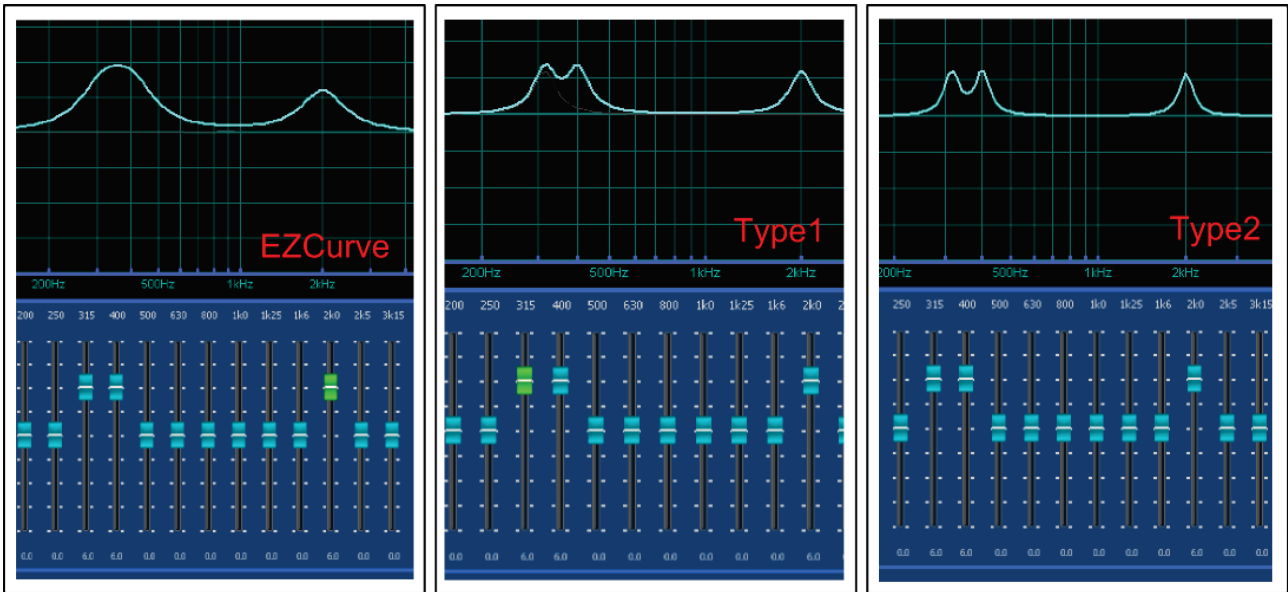 EZCurve
200Hz 500Hz 1kHz 2kHz
200 250 315 400 500 630 800 1k0 1k25 1k6 2k0 2k5 3k15
0.0 0.0 6.0 6.0 0.0 0.0 0.0 0.0 0.0 0.0 6.0 0.0 0.0
Type1
200Hz 500Hz 1kHz 2kHz
200 250 315 400 500 630 800 1k0 1k25 1k6 2k0
0.0 0.0 6.0 6.0 0.0 0.0 0.0 0.0 0.0 0.0 6.0
Type2
200Hz 500Hz 1kHz 2kHz
250 315 400 500 630 800 1k0 1k25 1k6 2k0 2k5 3k15
0.0 6.0 6.0 0.0 0.0 0.0 0.0 0.0 0.0 6.0 0.0 0.0